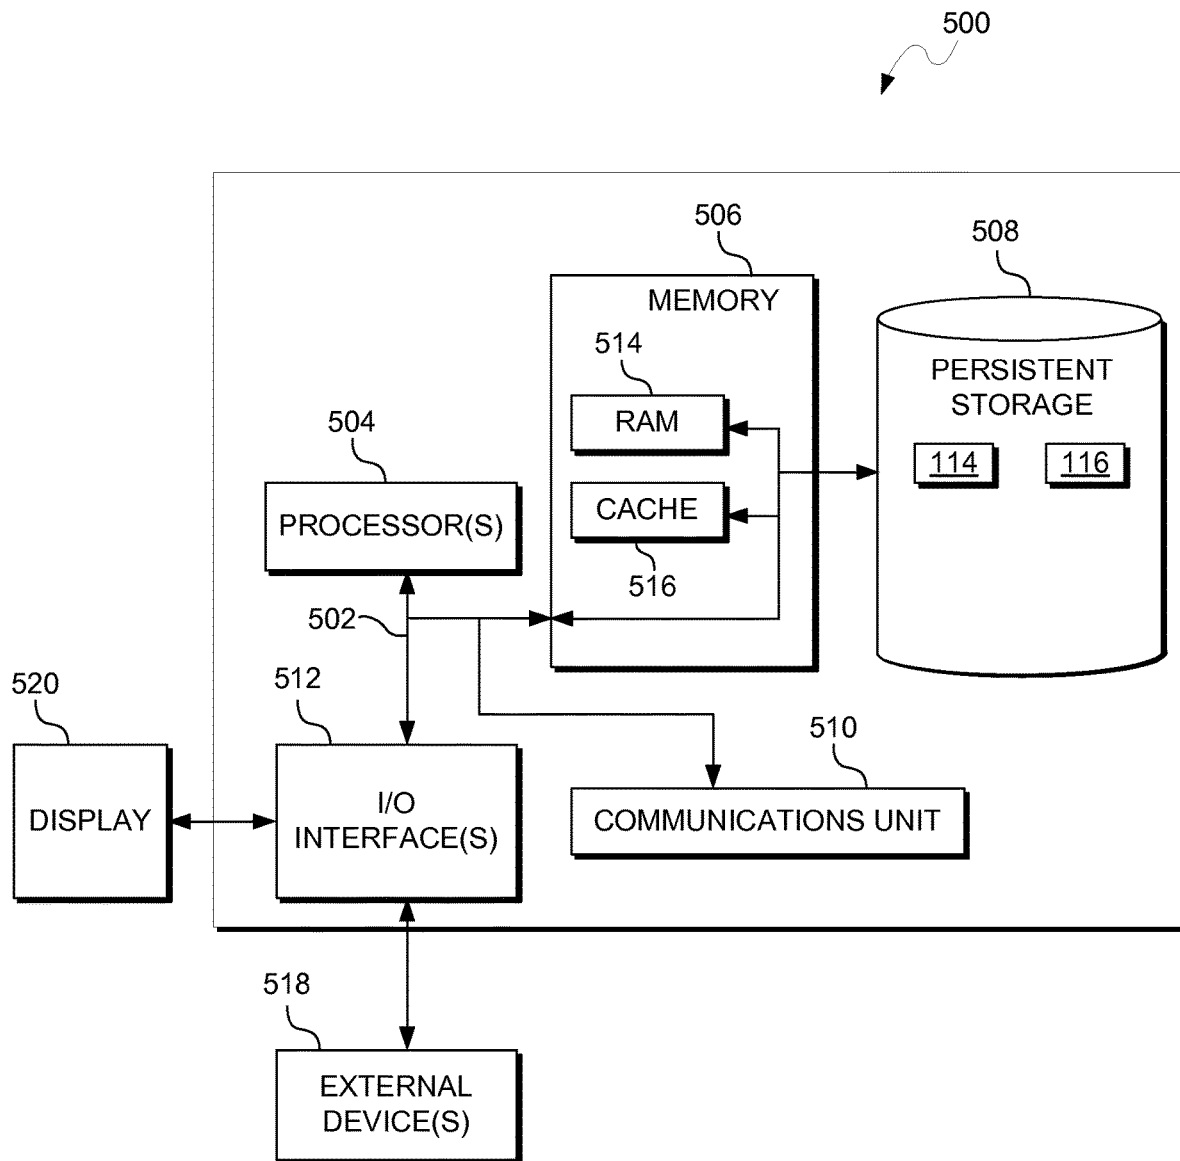 500
506
508
MEMORY
514
PERSISTENT
STORAGE
RAM
504
114
116
CACHE
PROCESSOR(S)
516
502
520
512
510
I/O
INTERFACE(S)
DISPLAY
COMMUNICATIONS UNIT
518
EXTERNAL
DEVICE(S)